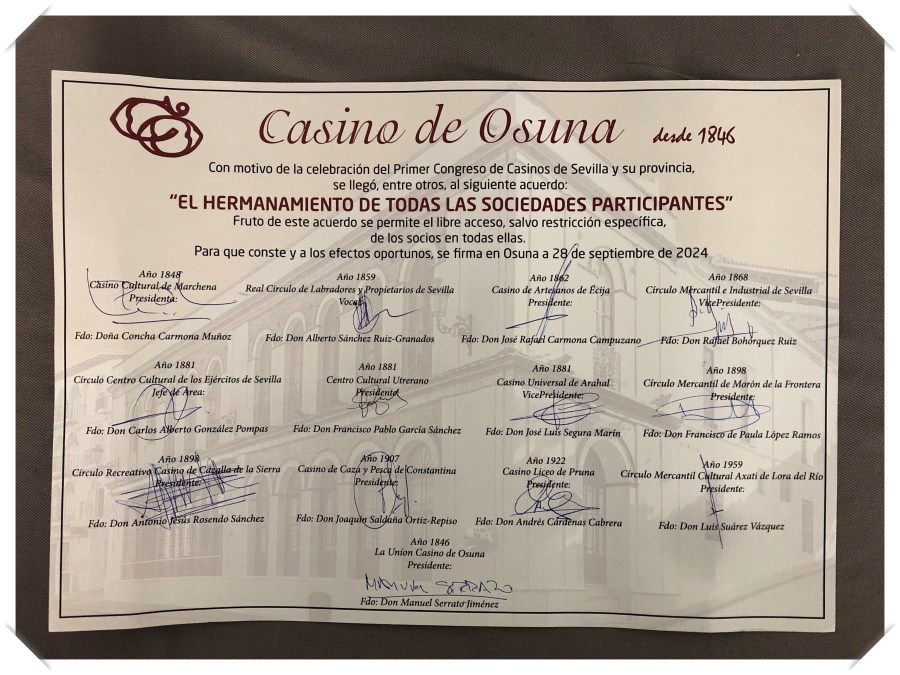 Casino de Osuna desde 1846
Con motivo de la celebración del Primer Congreso de Casinos de Sevilla y su provincia,
se llegó, entre otros, al siguiente acuerdo:
“EL HERMANAMIENTO DE TODAS LAS SOCIEDADES PARTICIPANTES”
Fruto de este acuerdo se permite el libre acceso, salvo restricción específica,
de los socios en todas ellas.
Para que conste y a los efectos oportunos, se firma en Osuna a 28 de septiembre de 2024
Año 1848
Casino Cultural de Marchena
Presidenta:
Fdo: Doña Concha Carmona Muñoz
Año 1859
Real Círculo de Labradores y Propietarios de Sevilla
Vocal:
Fdo: Don Alberto Sánchez Ruiz-Granados
Año 1862
Casino de Artesanos de Écija
Presidente:
Fdo: Don José Rafael Carmona Campuzano
Año 1868
Círculo Mercantil e Industrial de Sevilla
VicePresidente:
Fdo: Don Rafael Bohórquez Ruiz
Año 1881
Círculo Centro Cultural de los Ejércitos de Sevilla
Jefe de Área:
Fdo: Don Carlos Alberto González Pompas
Año 1881
Centro Cultural Utrerano
Presidente:
Fdo: Don Francisco Pablo García Sánchez
Año 1881
Casino Universal de Arahal
VicePresidente:
Fdo: Don José Luis Segura Marín
Año 1898
Círculo Mercantil de Morón de la Frontera
Presidente:
Fdo: Don Francisco de Paula López Ramos
Año 1898
Círculo Recreativo Casino de Cazalla de la Sierra
Presidente:
Fdo: Don Antonio Jesús Rosendo Sánchez
Año 1907
Casino de Caza y Pesca de Constantina
Presidente:
Fdo: Don Joaquín Saldaña Ortiz-Repiso
Año 1922
Casino Liceo de Pruna
Presidente:
Fdo: Don Andrés Cárdenas Cabrera
Año 1959
Círculo Mercantil Cultural Axati de Lora del Río
Presidente:
Fdo: Don Luis Suárez Vázquez
Año 1846
La Unión Casino de Osuna
Presidente:
MANUEL SERRATO
Fdo: Don Manuel Serrato Jiménez